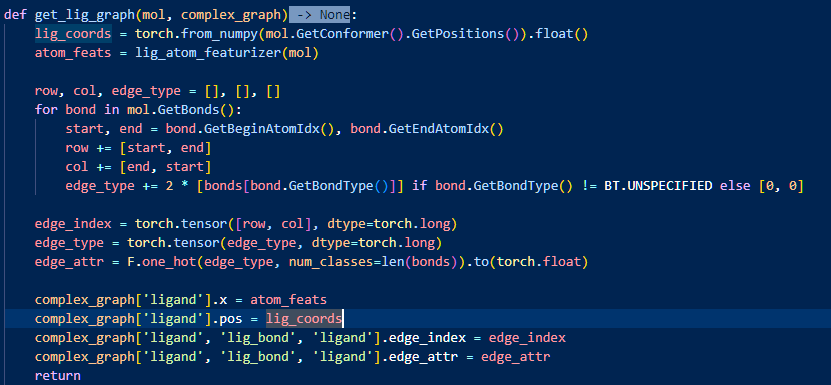 def get_lig_graph(mol, complex_graph) -> None:
    lig_coords = torch.from_numpy(mol.GetConformer().GetPositions()).float()
    atom_feats = lig_atom_featurizer(mol)

    row, col, edge_type = [], [], []
    for bond in mol.GetBonds():
        start, end = bond.GetBeginAtomIdx(), bond.GetEndAtomIdx()
        row += [start, end]
        col += [end, start]
        edge_type += 2 * [bonds[bond.GetBondType()]] if bond.GetBondType() != BT.UNSPECIFIED else [0, 0]

    edge_index = torch.tensor([row, col], dtype=torch.long)
    edge_type = torch.tensor(edge_type, dtype=torch.long)
    edge_attr = F.one_hot(edge_type, num_classes=len(bonds)).to(torch.float)

    complex_graph['ligand'].x = atom_feats
    complex_graph['ligand'].pos = lig_coords
    complex_graph['ligand', 'lig_bond', 'ligand'].edge_index = edge_index
    complex_graph['ligand', 'lig_bond', 'ligand'].edge_attr = edge_attr
    return